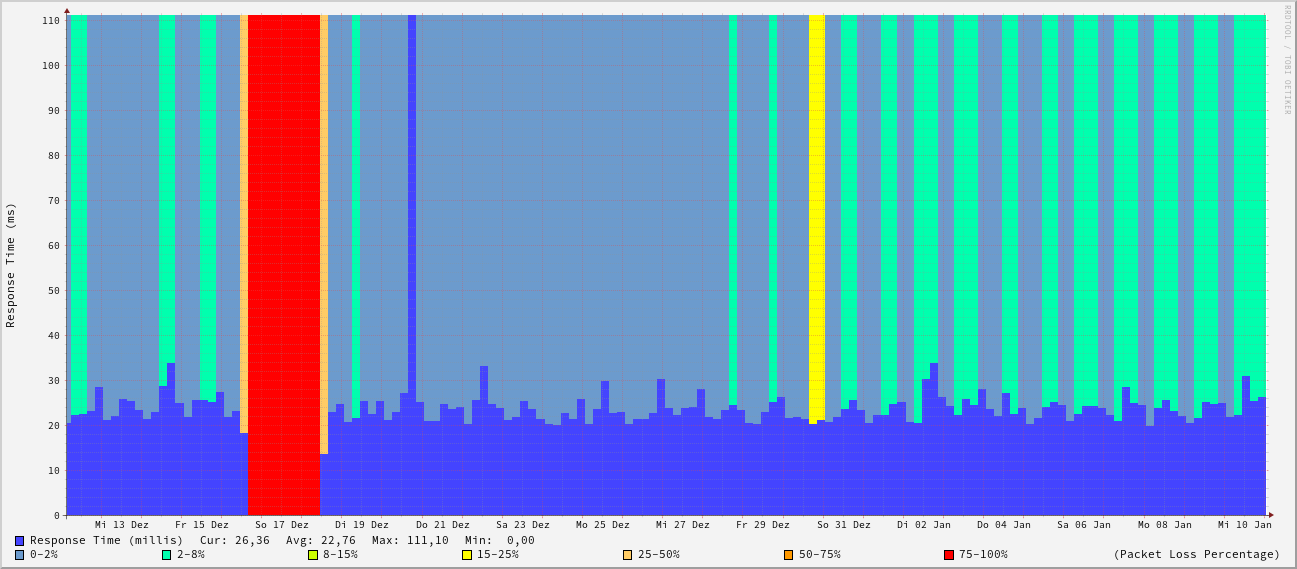 110
100
90
80
70
60
50
40
30
20
10
0
Response Time (ms)
RRDTOOL / TOBI OETIKER
Mi 13 Dez Fr 15 Dez So 17 Dez Di 19 Dez Do 21 Dez Sa 23 Dez Mo 25 Dez Mi 27 Dez Fr 29 Dez So 31 Dez Di 02 Jan Do 04 Jan Sa 06 Jan Mo 08 Jan Mi 10 Jan
Response Time (millis) Cur: 26,36 Avg: 22,76 Max: 111,10 Min: 0,00
0-2% 2-8% 8-15% 15-25% 25-50% 50-75% 75-100% (Packet Loss Percentage)